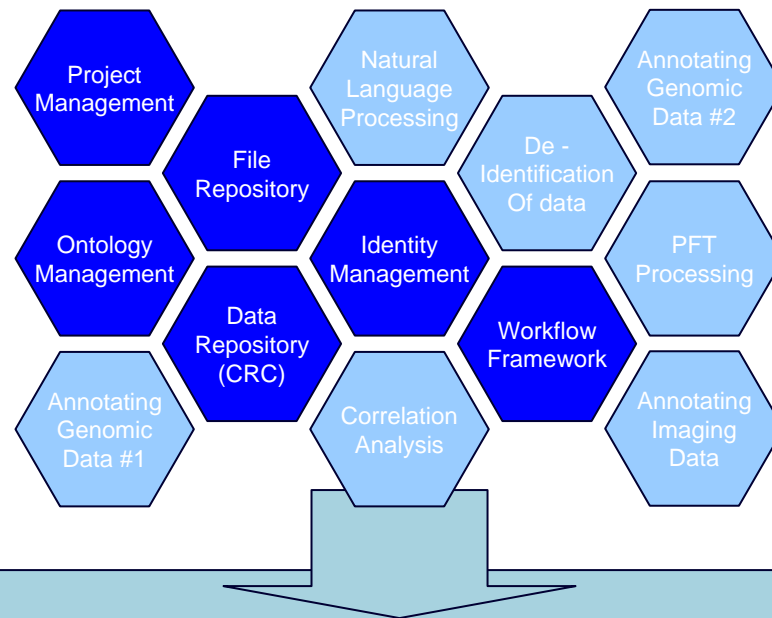 Project
Management
Natural
Language
Processing
Annotating
Genomic
Data #2
File
Repository
De -
Identification
Of data
Ontology
Management
Identity
Management
PFT
Processing
Data
Repository
(CRC)
Workflow
Framework
Annotating
Genomic
Data #1
Correlation
Analysis
Annotating
Imaging
Data